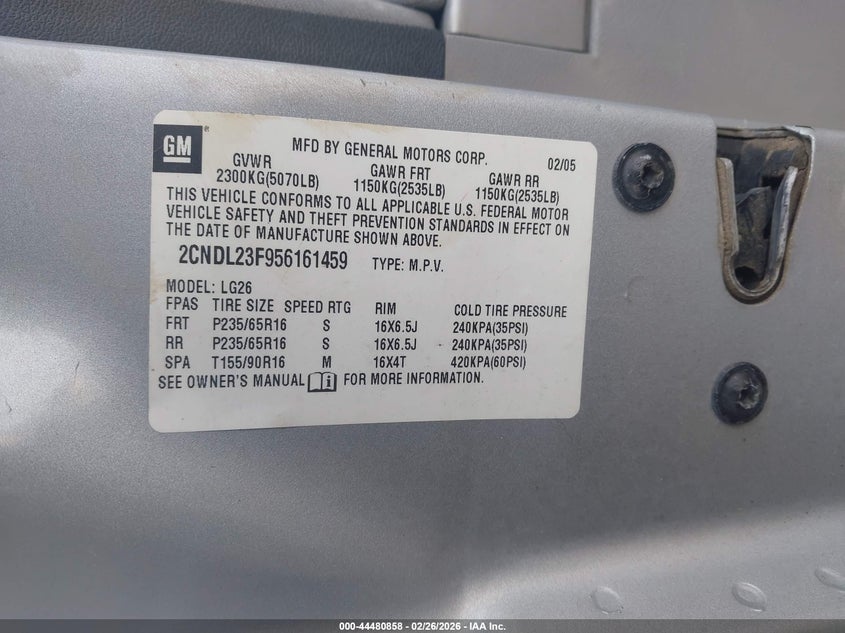 GM ®
MFD BY GENERAL MOTORS CORP. 02/05
GVWR GAWR FRT GAWR RR
2300KG(5070LB) 1150KG(2535LB) 1150KG(2535LB)
THIS VEHICLE CONFORMS TO ALL APPLICABLE U.S. FEDERAL MOTOR
VEHICLE SAFETY AND THEFT PREVENTION STANDARDS IN EFFECT ON
THE DATE OF MANUFACTURE SHOWN ABOVE.
2CNDL23F956161459 TYPE: M.P.V.
MODEL: LG26
FPAS TIRE SIZE SPEED RTG RIM COLD TIRE PRESSURE
FRT P235/65R16 S 16X6.5J 240KPA(35PSI)
RR P235/65R16 S 16X6.5J 240KPA(35PSI)
SPA T155/90R16 M 16X4T 420KPA(60PSI)
SEE OWNER'S MANUAL i FOR MORE INFORMATION.
000-44480858 - 02/26/2026 - IAA Inc.